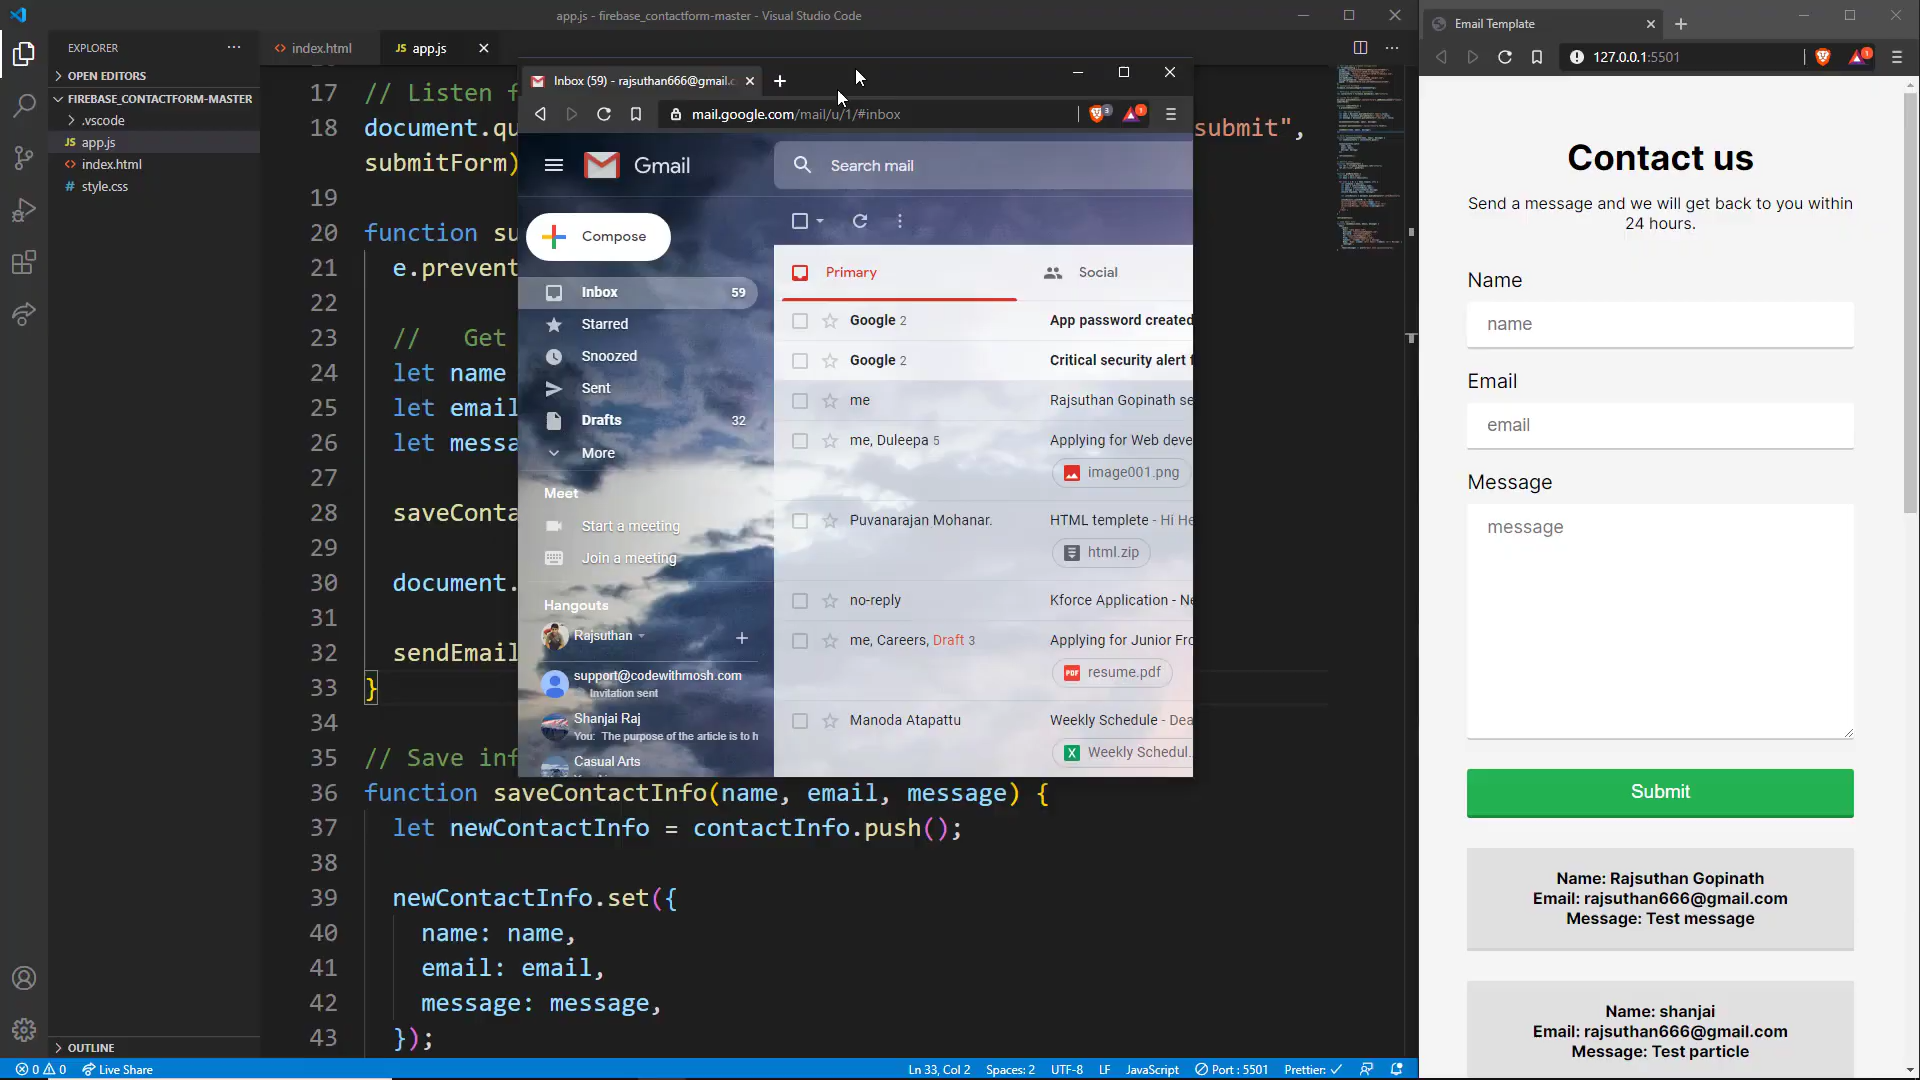 app.js - firebase_contactform-master - Visual Studio Code
EXPLORER
OPEN EDITORS
FIREBASE_CONTACTFORM-MASTER
.vscode
JS app.js
<> index.html
# style.css
OUTLINE
<> index.html
JS app.js
17 // Listen f
18 document.qu submit",
submitForm)
19
20 function su
21 e.prevent
22
23 // Get
24 let name
25 let email
26 let messa
27
28 saveConta
29
30 document.
31
32 sendEmail
33 }
34
35 // Save inf
36 function saveContactInfo(name, email, message) {
37 let newContactInfo = contactInfo.push();
38
39 newContactInfo.set({
40 name: name,
41 email: email,
42 message: message,
43 });
Inbox (59) - rajsuthan666@gmail.c
mail.google.com/mail/u/1/#inbox
3
1
Gmail
Search mail
Compose
Inbox 59
Starred
Snoozed
Sent
Drafts 32
More
Meet
Start a meeting
Join a meeting
Hangouts
Rajsuthan
support@codewithmosh.com
Invitation sent
Shanjai Raj
You: The purpose of the article is to h
Casual Arts
Primary
Social
Google 2 App password created
Google 2 Critical security alert f
me Rajsuthan Gopinath se
me, Duleepa 5 Applying for Web deve
image001.png
Puvanarajan Mohanar. HTML templete - Hi He
html.zip
no-reply Kforce Application - Ne
me, Careers, Draft 3 Applying for Junior Fro
PDF resume.pdf
Manoda Atapattu Weekly Schedule - Dea
X Weekly Schedul...
0 0 Live Share
Ln 33, Col 2 Spaces: 2 UTF-8 LF JavaScript Port : 5501 Prettier: ✓
Email Template
127.0.0.1:5501
1
Contact us
Send a message and we will get back to you within
24 hours.
Name
name
Email
email
Message
message
Submit
Name: Rajsuthan Gopinath
Email: rajsuthan666@gmail.com
Message: Test message
Name: shanjai
Email: rajsuthan666@gmail.com
Message: Test particle